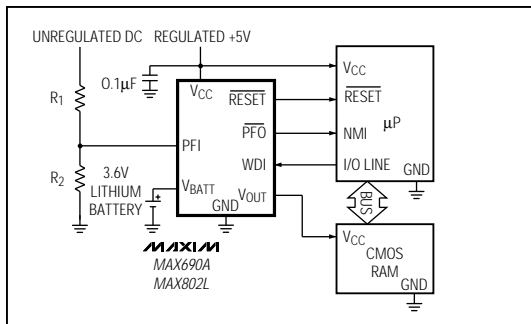 UNREGULATED DC REGULATED +5V
0.1µF
VCC
VCC
R1
RESET
RESET
µP
PFI
PFO
NMI
WDI
I/O LINE
GND
R2
3.6V
LITHIUM
BATTERY
VBATT
VOUT
GND
BUS
VCC
CMOS
RAM
GND
MAXIM
MAX690A
MAX802L